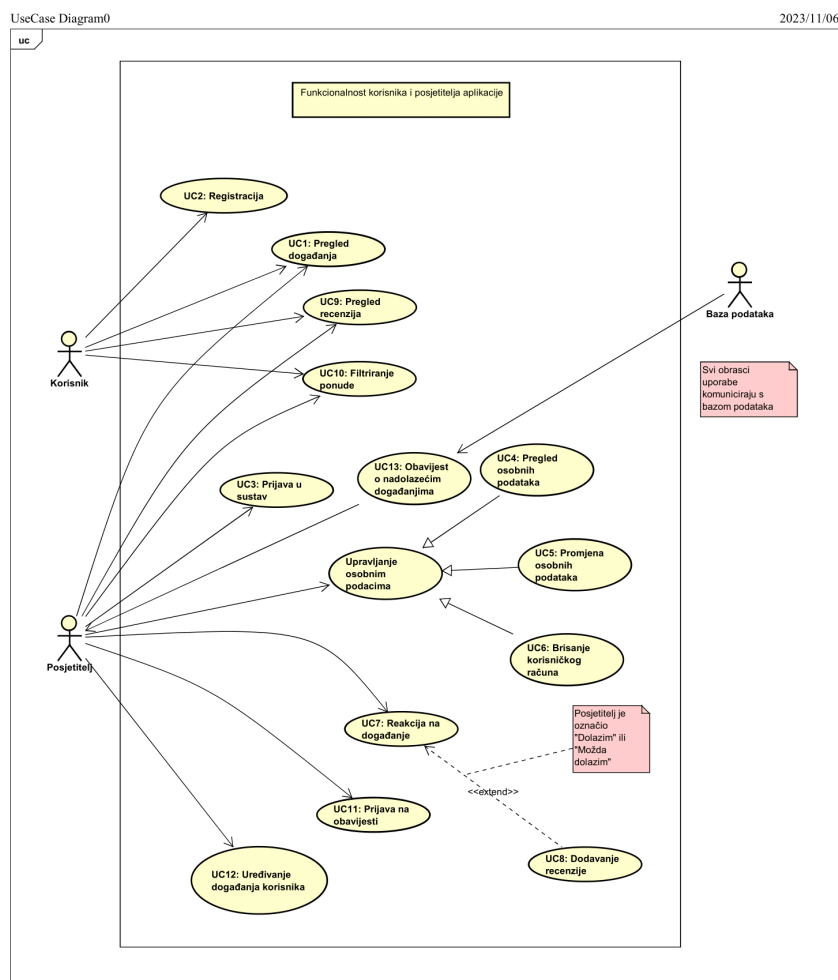 UseCase Diagram0
2023/11/06
uc
Funkcionalnost korisnika i posjetitelja aplikacije
UC2: Registracija
UC1: Pregled
događanja
UC9: Pregled
recenzija
Baza podataka
Korisnik
UC10: Filtriranje
ponude
Svi obrasci
uporabe
komuniciraju s
bazom podataka
UC13: Obavijest
o nadolazećim
događanjima
UC4: Pregled
osobnih
podataka
UC3: Prijava u
sustav
Upravljanje
osobnim
podacima
UC5: Promjena
osobnih
podataka
UC6: Brisanje
korisničkog
računa
Posjetitelj
UC7: Reakcija na
događanje
Posjetitelj je
označio
"Dolazim" ili
"Možda
dolazim"
<<extend>>
UC11: Prijava na
obavijesti
UC8: Dodavanje
recenzije
UC12: Uređivanje
događanja korisnika